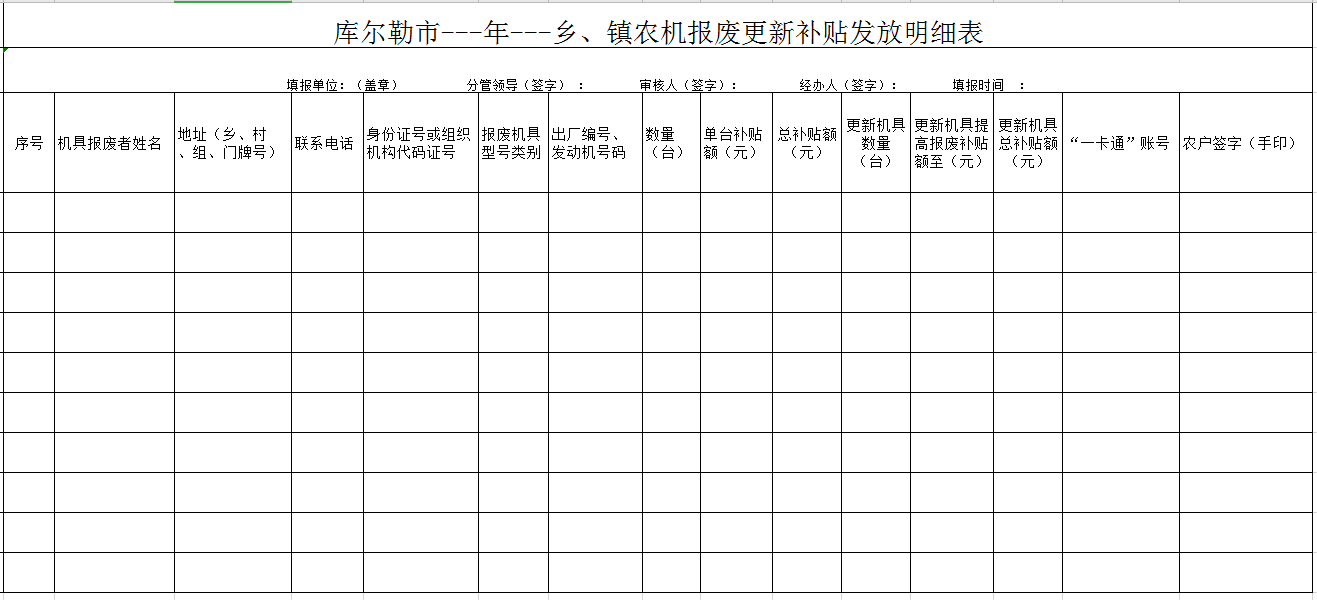 库尔勒市---年---乡、镇农机报废更新补贴发放明细表
填报单位：（盖章） 分管领导（签字）： 审核人（签字）： 经办人（签字）： 填报时间 ：
序号
机具报废者姓名
地址（乡、村
、组、门牌号）
联系电话
身份证号或组织
机构代码证号
报废机具
型号类别
出厂编号、
发动机号码
数量
（台）
单台补贴
额（元）
总补贴额
（元）
更新机具
数量
（台）
更新机具提
高报废补贴
额至（元）
更新机具
总补贴额
（元）
“一卡通”账号
农户签字（手印）